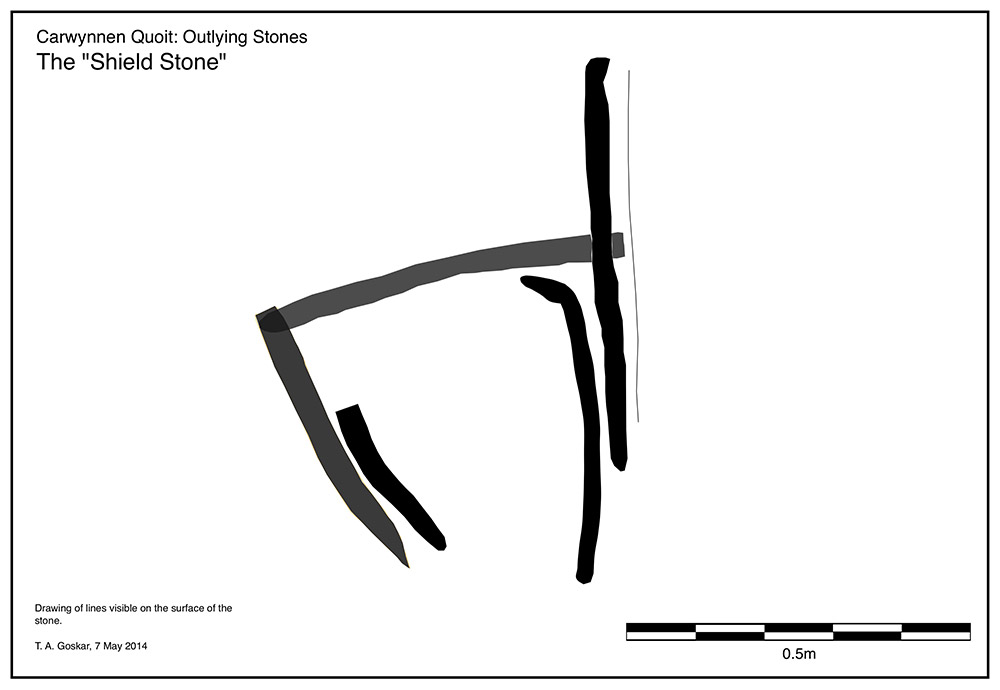 Carwynnen Quoit: Outlying Stones
The "Shield Stone"
Drawing of lines visible on the surface of the
stone.
T. A. Goskar, 7 May 2014
0.5m